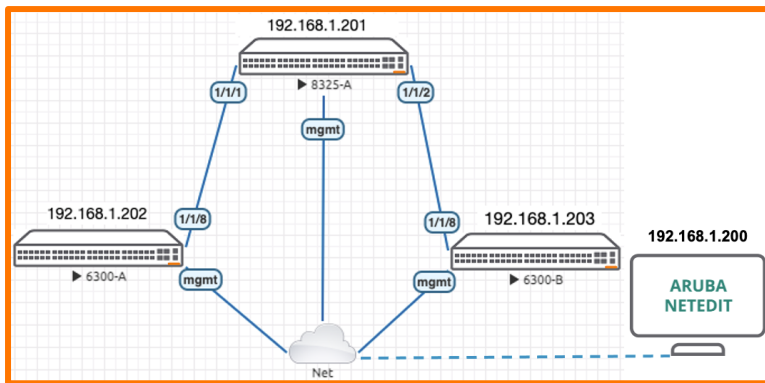 192.168.1.201
8325-A
1/1/1
1/1/2
mgmt
192.168.1.202
1/1/8
6300-A
mgmt
1/1/8
192.168.1.203
6300-B
mgmt
192.168.1.200
ARUBA
NETEDIT
Net